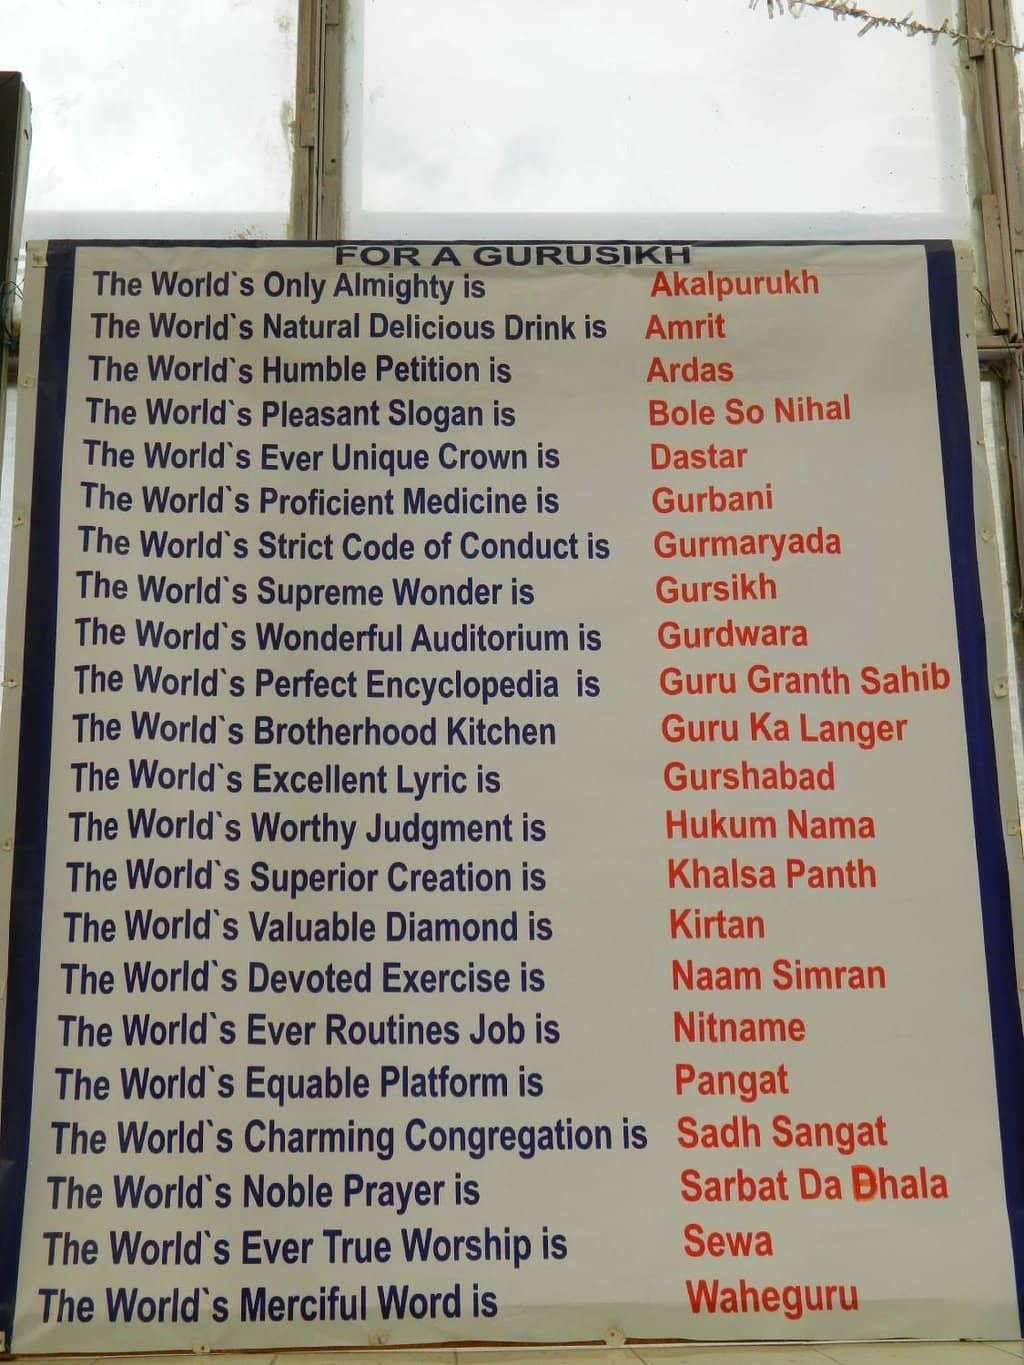 FOR A GURUSIKH
The World`s Only Almighty is Akalpurukh
The World`s Natural Delicious Drink is Amrit
The World`s Humble Petition is Ardas
The World`s Pleasant Slogan is Bole So Nihal
The World`s Ever Unique Crown is Dastar
The World`s Proficient Medicine is Gurbani
The World`s Strict Code of Conduct is Gurmaryada
The World`s Supreme Wonder is Gursikh
The World`s Wonderful Auditorium is Gurdwara
The World`s Perfect Encyclopedia is Guru Granth Sahib
The World`s Brotherhood Kitchen Guru Ka Langer
The World`s Excellent Lyric is Gurshabad
The World`s Worthy Judgment is Hukum Nama
The World`s Superior Creation is Khalsa Panth
The World`s Valuable Diamond is Kirtan
The World`s Devoted Exercise is Naam Simran
The World`s Ever Routines Job is Nitname
The World`s Equable Platform is Pangat
The World`s Charming Congregation is Sadh Sangat
The World`s Noble Prayer is Sarbat Da Dhala
The World`s Ever True Worship is Sewa
The World`s Merciful Word is Waheguru